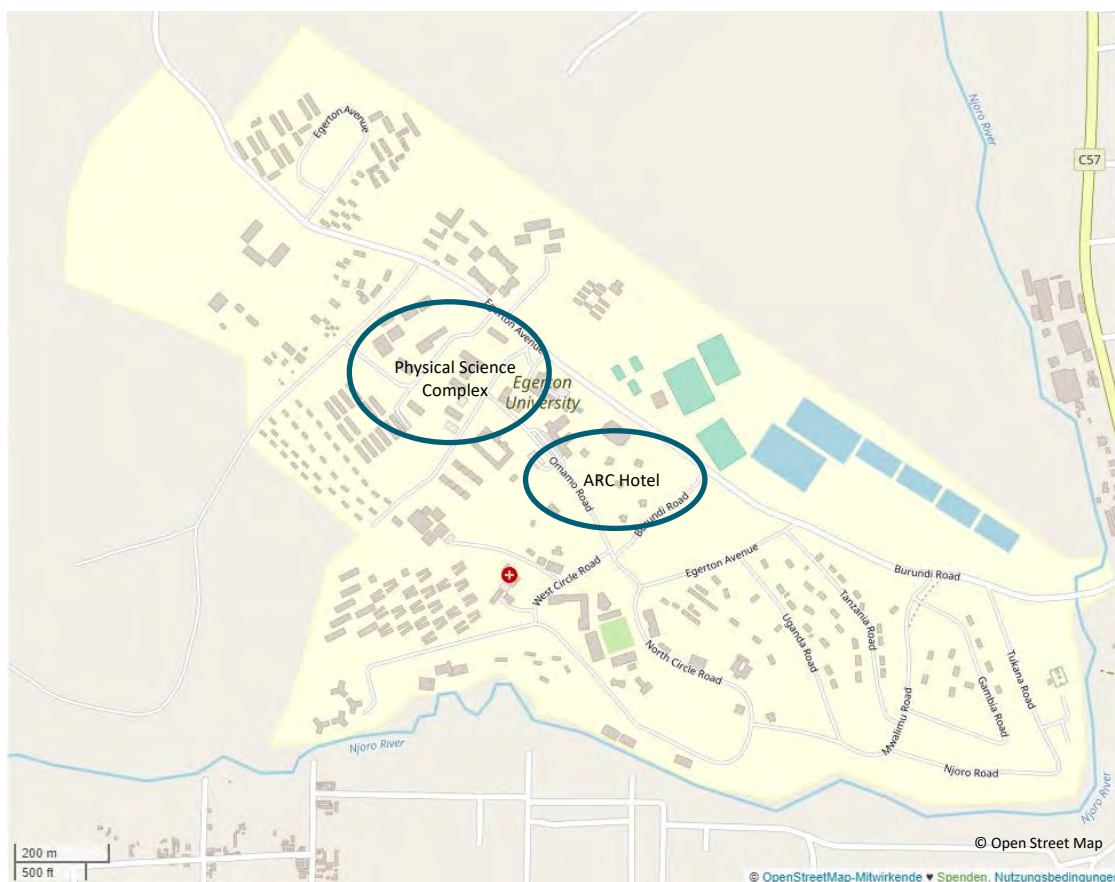 Egerton Avenue
Njoro River
C57
Egerton Avenue
Physical Science
Complex
Egerton
University
ARC Hotel
Omamo Road
Burundi Road
West Circle Road
Egerton Avenue
Burundi Road
Tanzania Road
Uganda Road
North Circle Road
Mwalimu Road
Gambia Road
Tukana Road
Njoro River
Njoro Road
Njoro River
© Open Street Map
200 m
500 ft
© OpenStreetMap-Mitwirkende ♥ Spenden. Nutzungsbedingungen